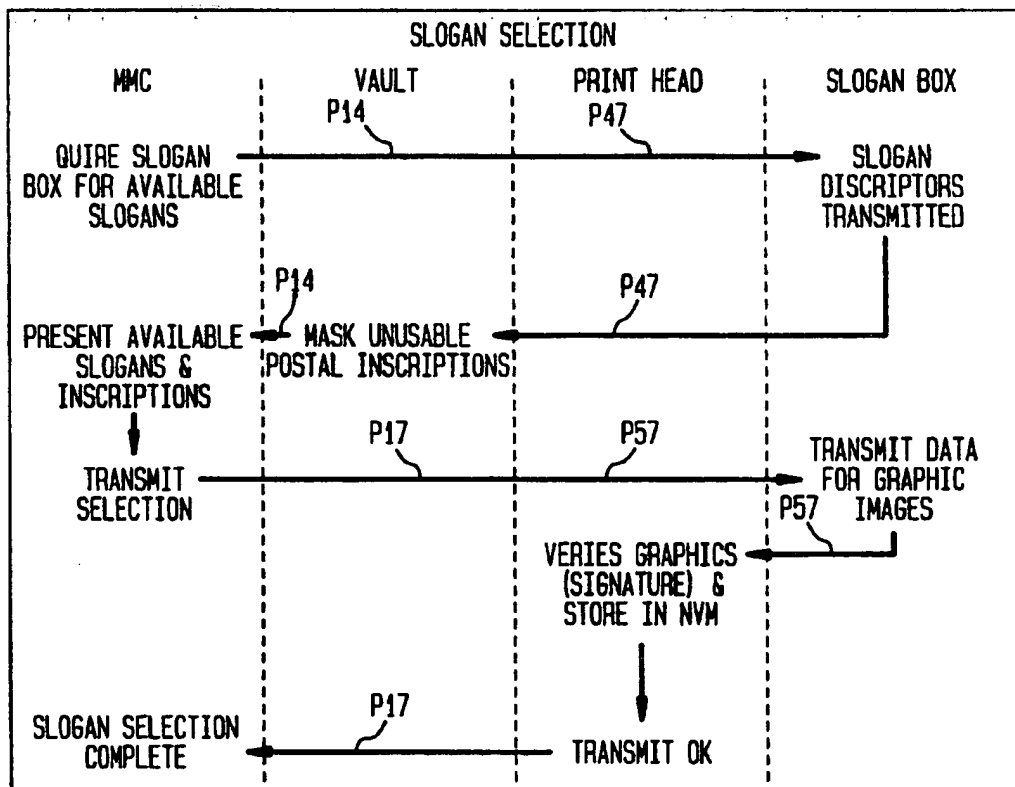 SLOGAN SELECTION
MMC
VAULT
PRINT HEAD
SLOGAN BOX
P14
P47
QUIRE SLOGAN
BOX FOR AVAILABLE
SLOGANS
SLOGAN
DISCRIPTORS
TRANSMITTED
P14
P47
PRESENT AVAILABLE
SLOGANS &
INSCRIPTIONS
MASK UNUSABLE
POSTAL INSCRIPTIONS
P17
P57
TRANSMIT
SELECTION
TRANSMIT DATA
FOR GRAPHIC
IMAGES
P57
VERIES GRAPHICS
(SIGNATURE) &
STORE IN NVM
P17
SLOGAN SELECTION
COMPLETE
TRANSMIT OK